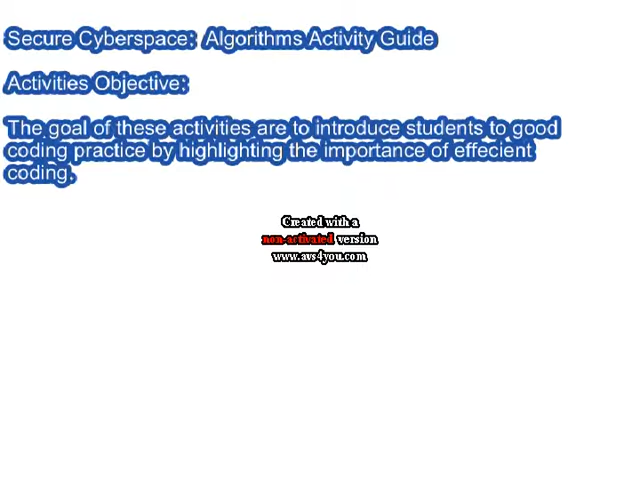 Secure Cyberspace:  Algorithms Activity Guide
Activities Objective:
The goal of these activities are to introduce students to good
coding practice by highlighting the importance of effecient
coding.
Created with a
non-activated version
www.avs4you.com